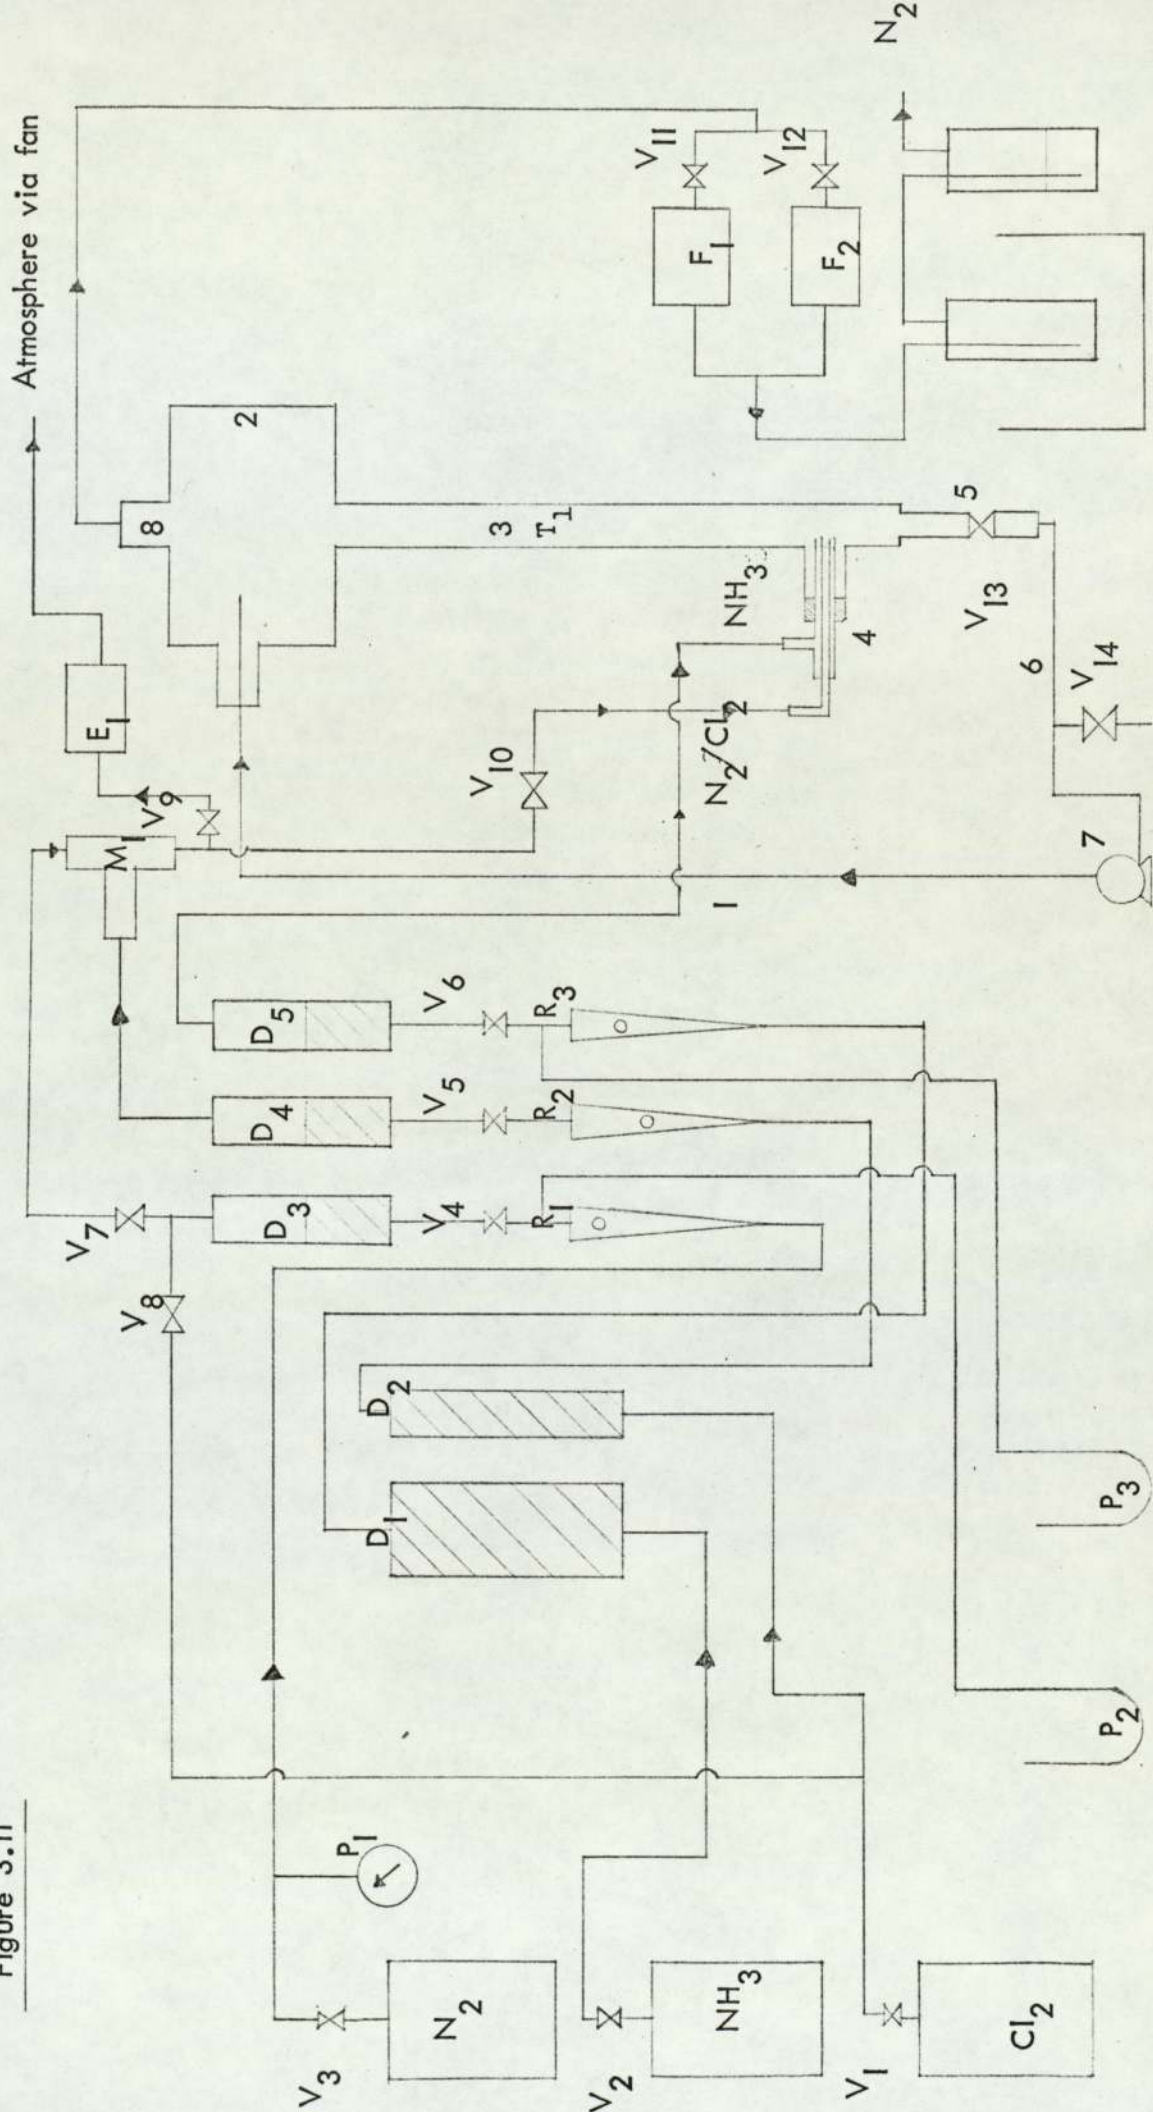 Figure 3.11
Atmosphere via fan
N2
E1
8
2
V11
V12
F1
F2
M1
V9
V10
3
T1
NH3
4
5
V13
6
V14
7
N2/Cl2
1
D5
D4
D3
V6
V5
V4
R3
R2
R1
V7
V8
D2
D1
P3
P2
P1
V3
N2
V2
NH3
V1
Cl2